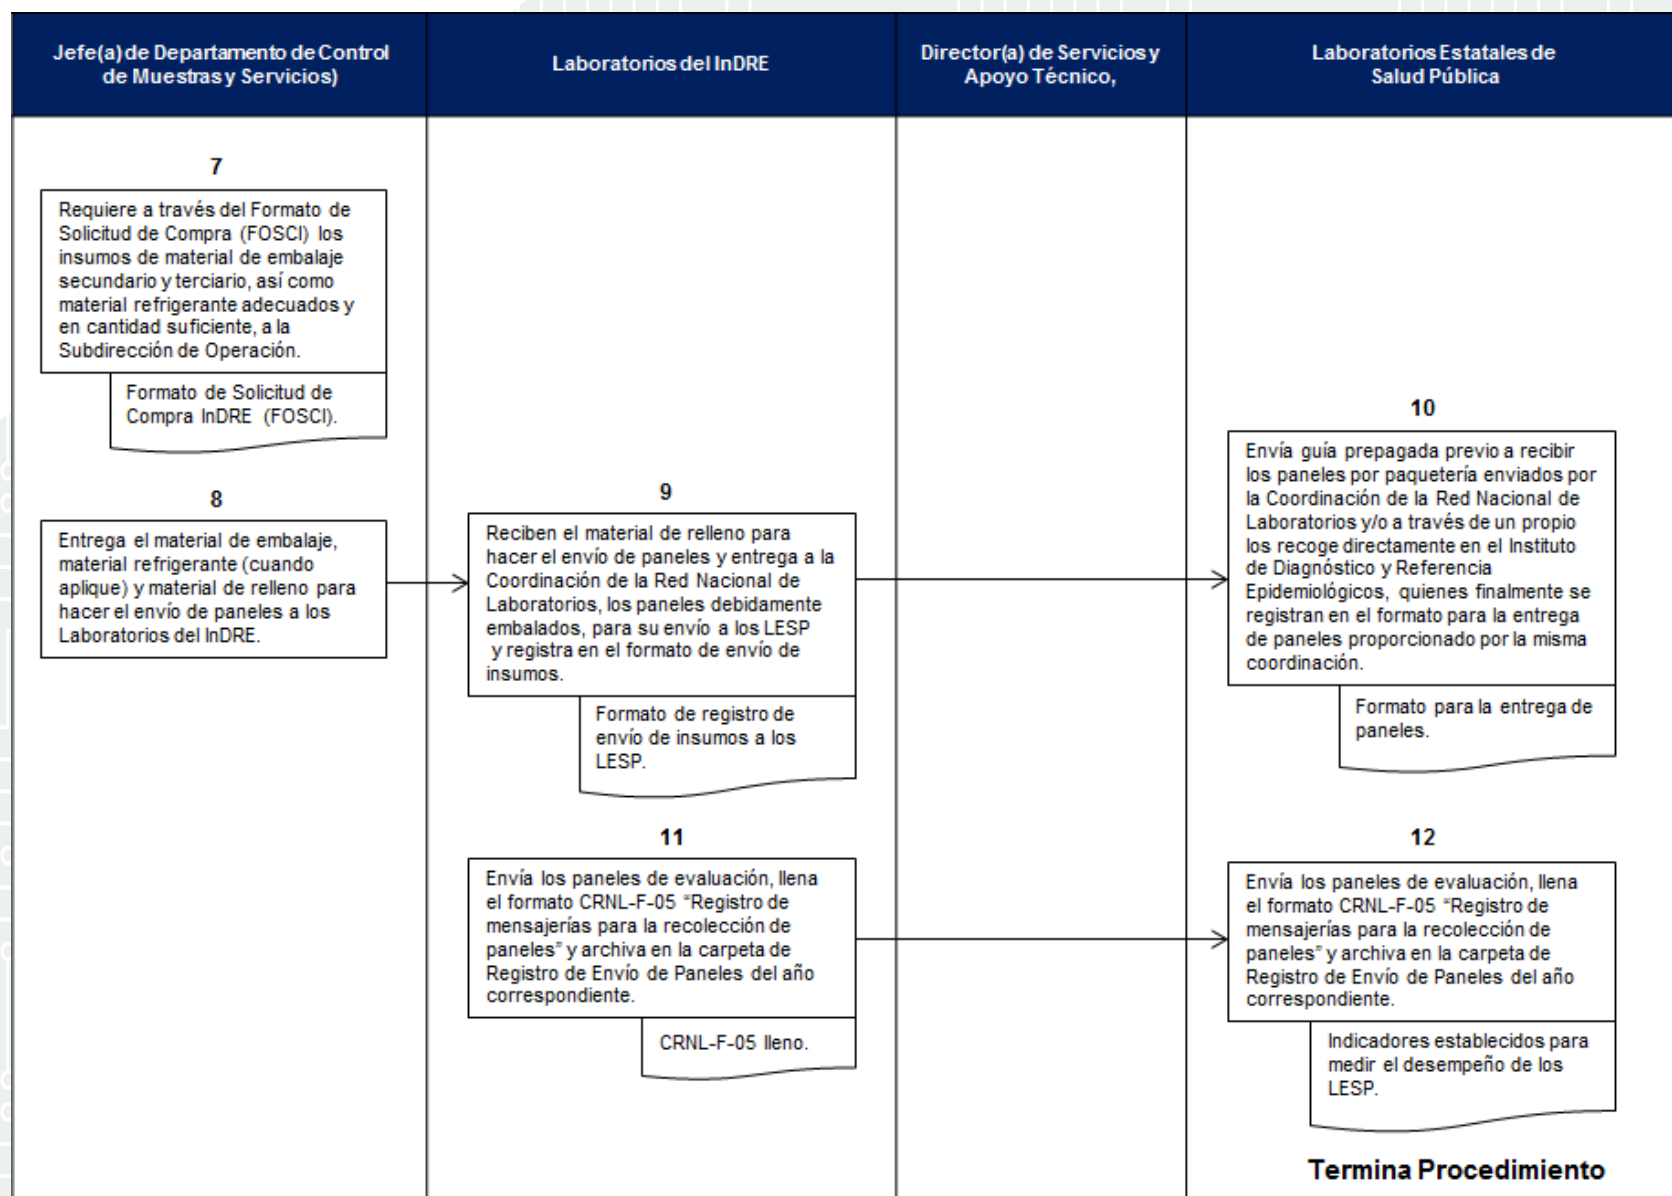 Jefe(a) de Departamento de Control
de Muestras y Servicios)
Laboratorios del InDRE
Director(a) de Servicios y
Apoyo Técnico,
Laboratorios Estatales de
Salud Pública
7
Requiere a través del Formato de
Solicitud de Compra (FOSCI) los
insumos de material de embalaje
secundario y terciario, así como
material refrigerante adecuados y
en cantidad suficiente, a la
Subdirección de Operación.
Formato de Solicitud de
Compra InDRE (FOSCI).
8
Entrega el material de embalaje,
material refrigerante (cuando
aplique) y material de relleno para
hacer el envío de paneles a los
Laboratorios del InDRE.
9
Reciben el material de relleno para
hacer el envío de paneles y entrega a la
Coordinación de la Red Nacional de
Laboratorios, los paneles debidamente
embalados, para su envío a los LESP
y registra en el formato de envío de
insumos.
Formato de registro de
envío de insumos a los
LESP.
10
Envía guía prepagada previo a recibir
los paneles por paquetería enviados por
la Coordinación de la Red Nacional de
Laboratorios y/o a través de un propio
los recoge directamente en el Instituto
de Diagnóstico y Referencia
Epidemiológicos, quienes finalmente se
registran en el formato para la entrega
de paneles proporcionado por la misma
coordinación.
Formato para la entrega de
paneles.
11
Envía los paneles de evaluación, llena
el formato CRNL-F-05 “Registro de
mensajerías para la recolección de
paneles” y archiva en la carpeta de
Registro de Envío de Paneles del año
correspondiente.
CRNL-F-05 lleno.
12
Envía los paneles de evaluación, llena
el formato CRNL-F-05 “Registro de
mensajerías para la recolección de
paneles” y archiva en la carpeta de
Registro de Envío de Paneles del año
correspondiente.
Indicadores establecidos para
medir el desempeño de los
LESP.
Termina Procedimiento